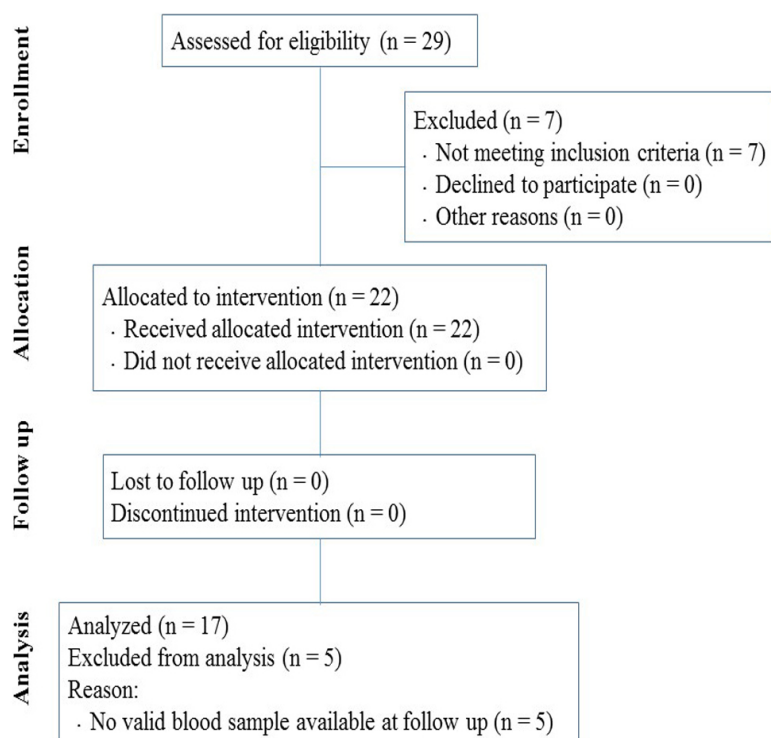 Enrollment
Assessed for eligibility (n = 29)
Excluded (n = 7)
· Not meeting inclusion criteria (n = 7)
· Declined to participate (n = 0)
· Other reasons (n = 0)
Allocation
Allocated to intervention (n = 22)
· Received allocated intervention (n = 22)
· Did not receive allocated intervention (n = 0)
Follow up
Lost to follow up (n = 0)
Discontinued intervention (n = 0)
Analysis
Analyzed (n = 17)
Excluded from analysis (n = 5)
Reason:
· No valid blood sample available at follow up (n = 5)